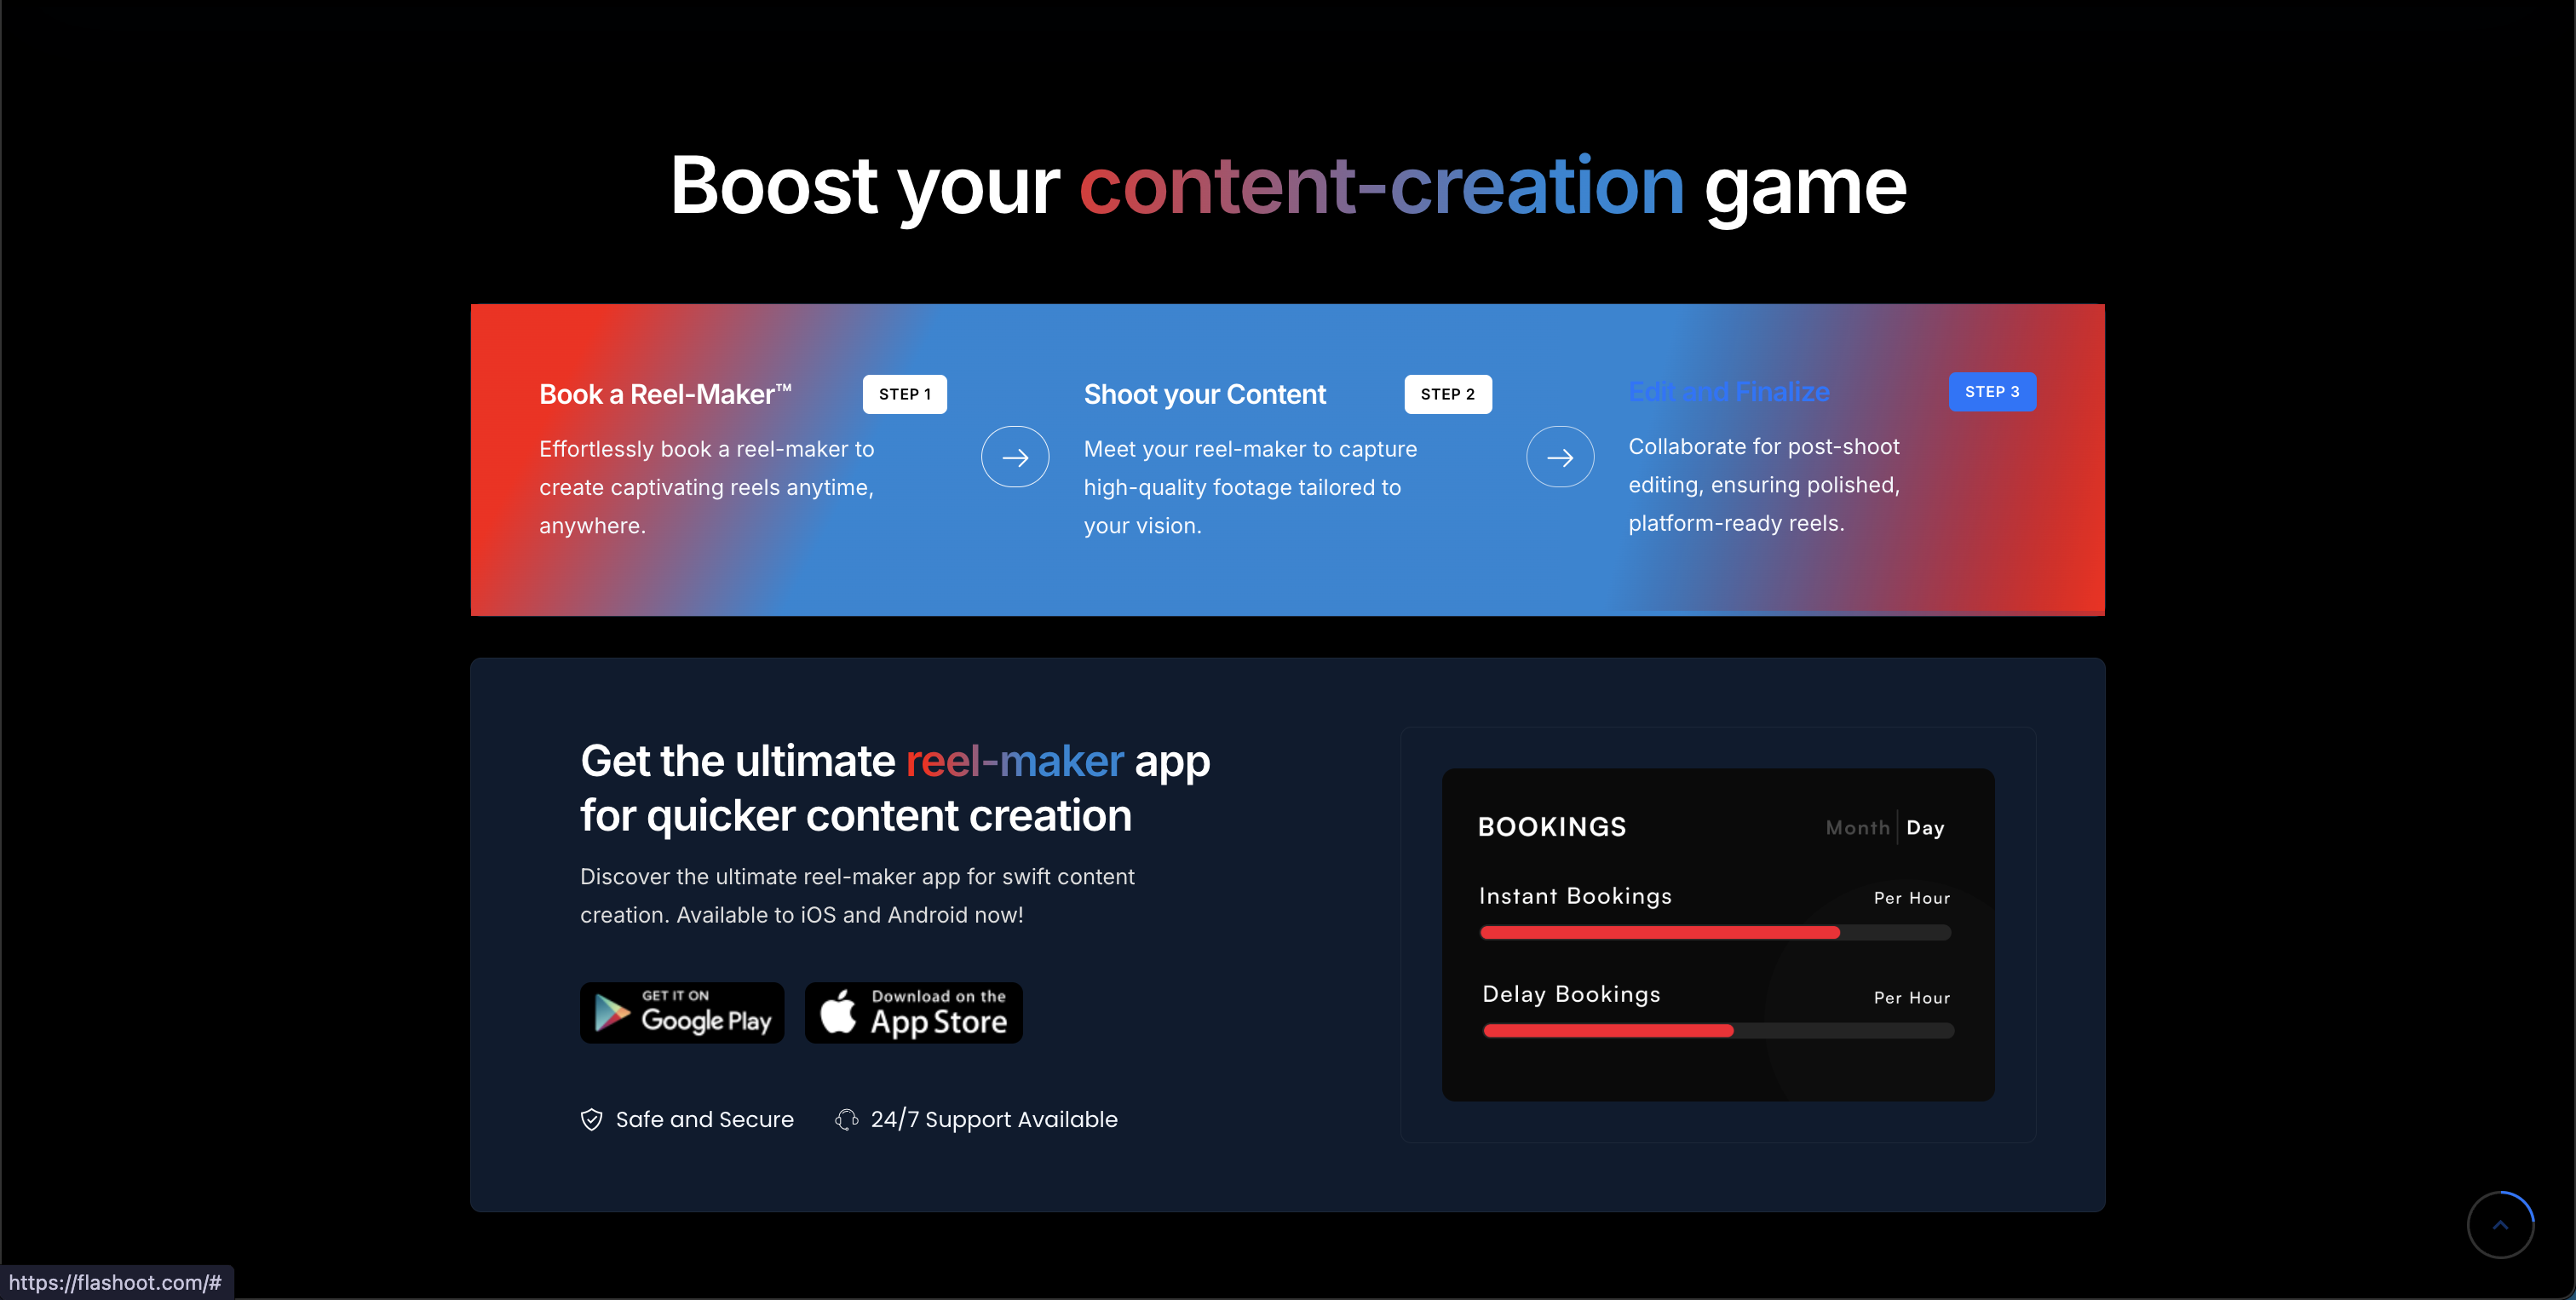 Boost your content-creation game
Book a Reel-Maker™
STEP 1
Effortlessly book a reel-maker to
create captivating reels anytime,
anywhere.
Shoot your Content
STEP 2
Meet your reel-maker to capture
high-quality footage tailored to
your vision.
Edit and Finalize
STEP 3
Collaborate for post-shoot
editing, ensuring polished,
platform-ready reels.
Get the ultimate reel-maker app
for quicker content creation
Discover the ultimate reel-maker app for swift content
creation. Available to iOS and Android now!
GET IT ON
Google Play
Download on the
App Store
Safe and Secure
24/7 Support Available
BOOKINGS
Month
Day
Instant Bookings
Per Hour
Delay Bookings
Per Hour
https://flashoot.com/#